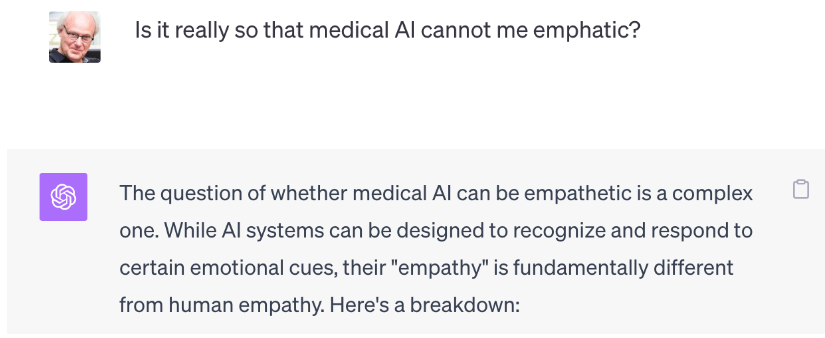 Is it really so that medical AI cannot me emphatic?
The question of whether medical AI can be empathetic is a complex
one. While AI systems can be designed to recognize and respond to
certain emotional cues, their "empathy" is fundamentally different
from human empathy. Here's a breakdown: